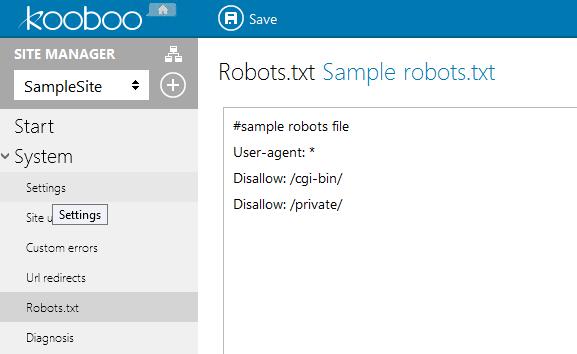 kooboo
Save
SITE MANAGER
SampleSite
Start
System
Settings
Site u
Settings
Custom errors
Url redirects
Robots.txt
Diagnosis
Robots.txt Sample robots.txt
#sample robots file
User-agent: *
Disallow: /cgi-bin/
Disallow: /private/